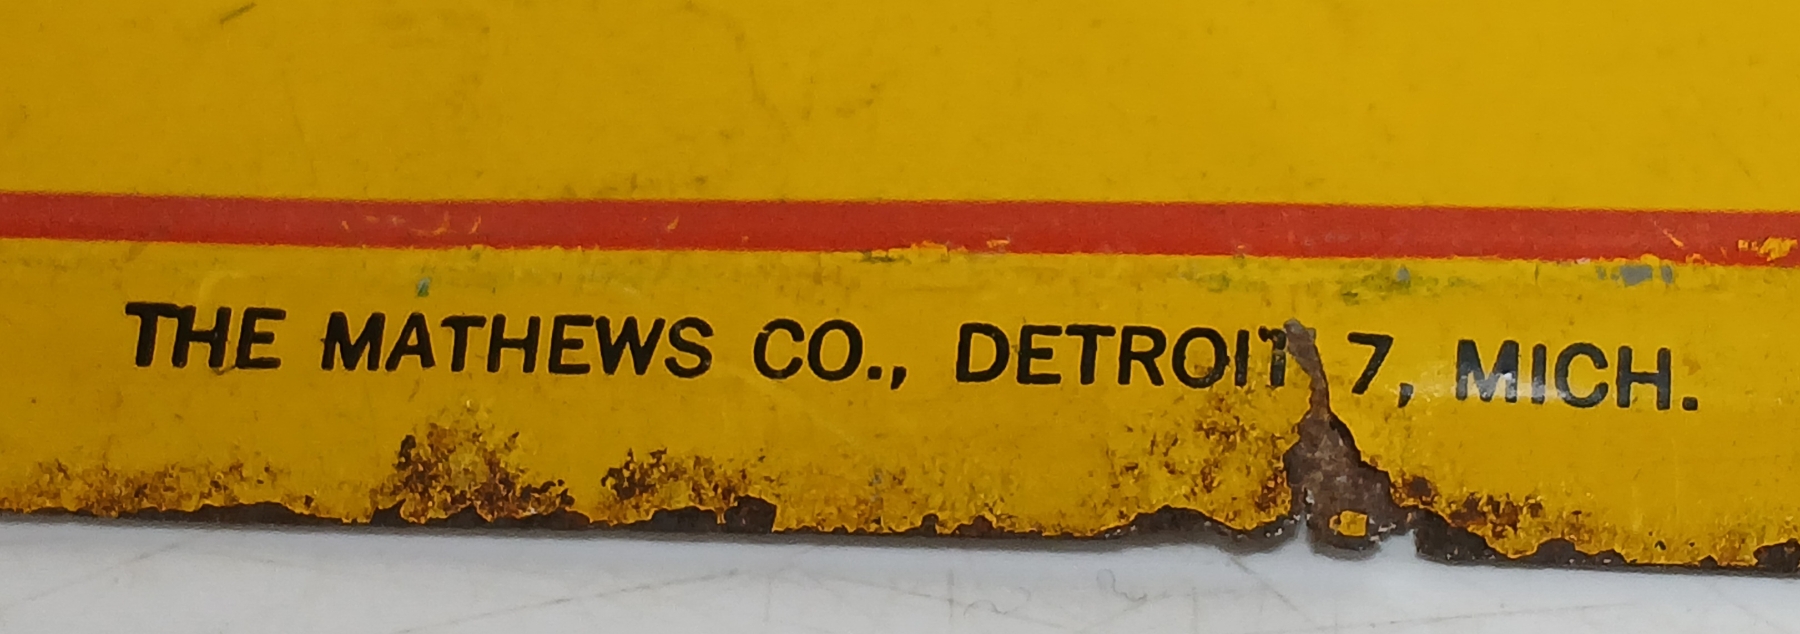 THE MATHEWS CO., DETROIT 7, MICH.